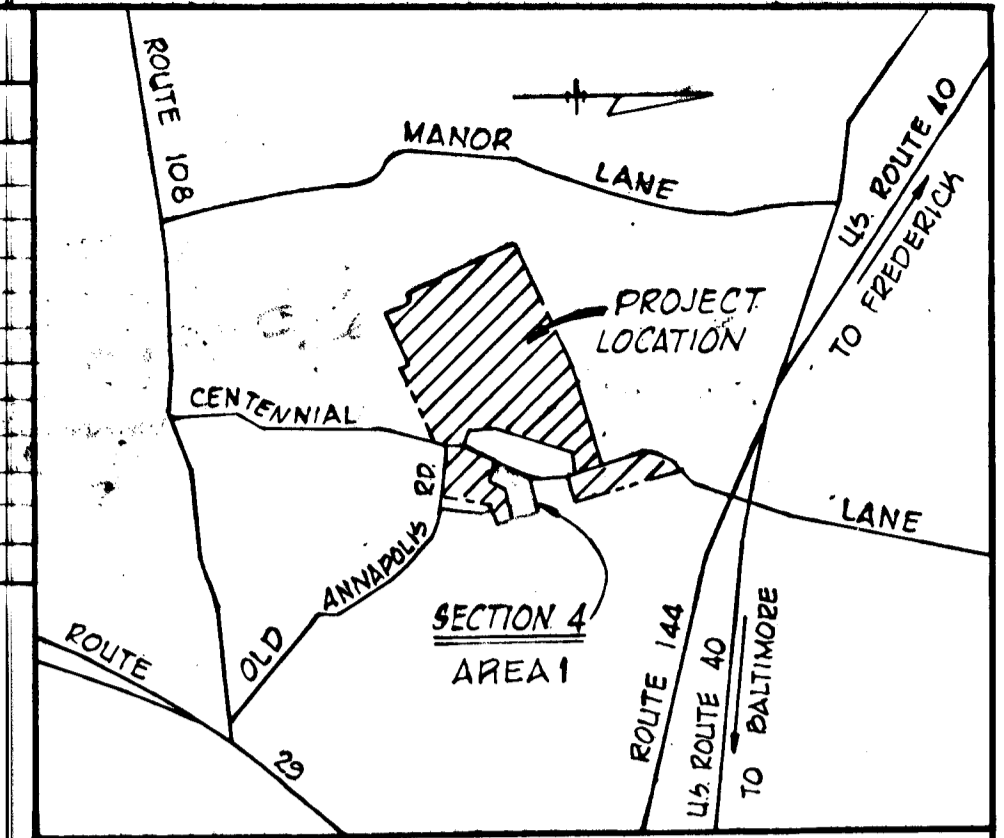 ROUTE 108
MANOR
LANE
U.S. ROUTE 40
TO FREDERICK
PROJECT
LOCATION
CENTENNIAL
RD.
LANE
ANNAPOLIS
OLD
SECTION 4
AREA 1
ROUTE
29
ROUTE 144
U.S. ROUTE 40
TO BALTIMORE